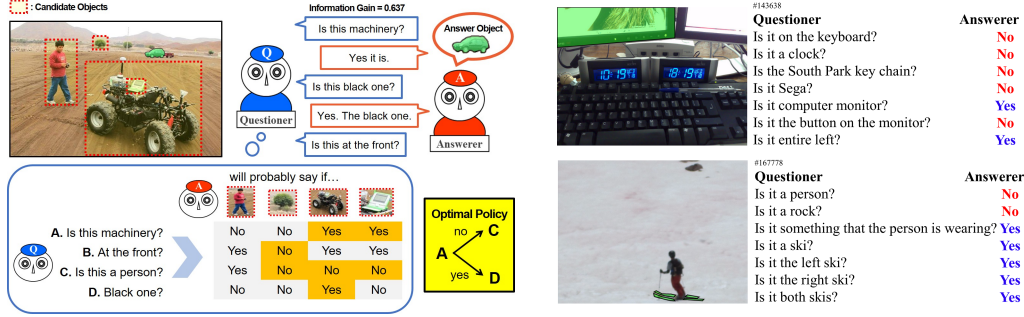 : Candidate Objects
Information Gain = 0.637
Is this machinery?
Answer Object
Yes it is.
Q
A
Is this black one?
Questioner
Yes. The black one.
Answerer
Is this at the front?
A
will probably say if…
Q
A. Is this machinery?
No No Yes Yes
B. At the front?
Yes No Yes Yes
C. Is this a person?
Yes No No No
D. Black one?
No No Yes No
Optimal Policy
no
C
A
yes
D
#143638
Questioner Answerer
Is it on the keyboard? No
Is it a clock? No
Is the South Park key chain? No
Is it Sega? No
Is it computer monitor? Yes
Is it the button on the monitor? No
Is it entire left? Yes
10:19
18:19
#167778
Questioner Answerer
Is it a person? No
Is it a rock? No
Is it something that the person is wearing? Yes
Is it a ski? Yes
Is it the left ski? Yes
Is it the right ski? Yes
Is it both skis? Yes